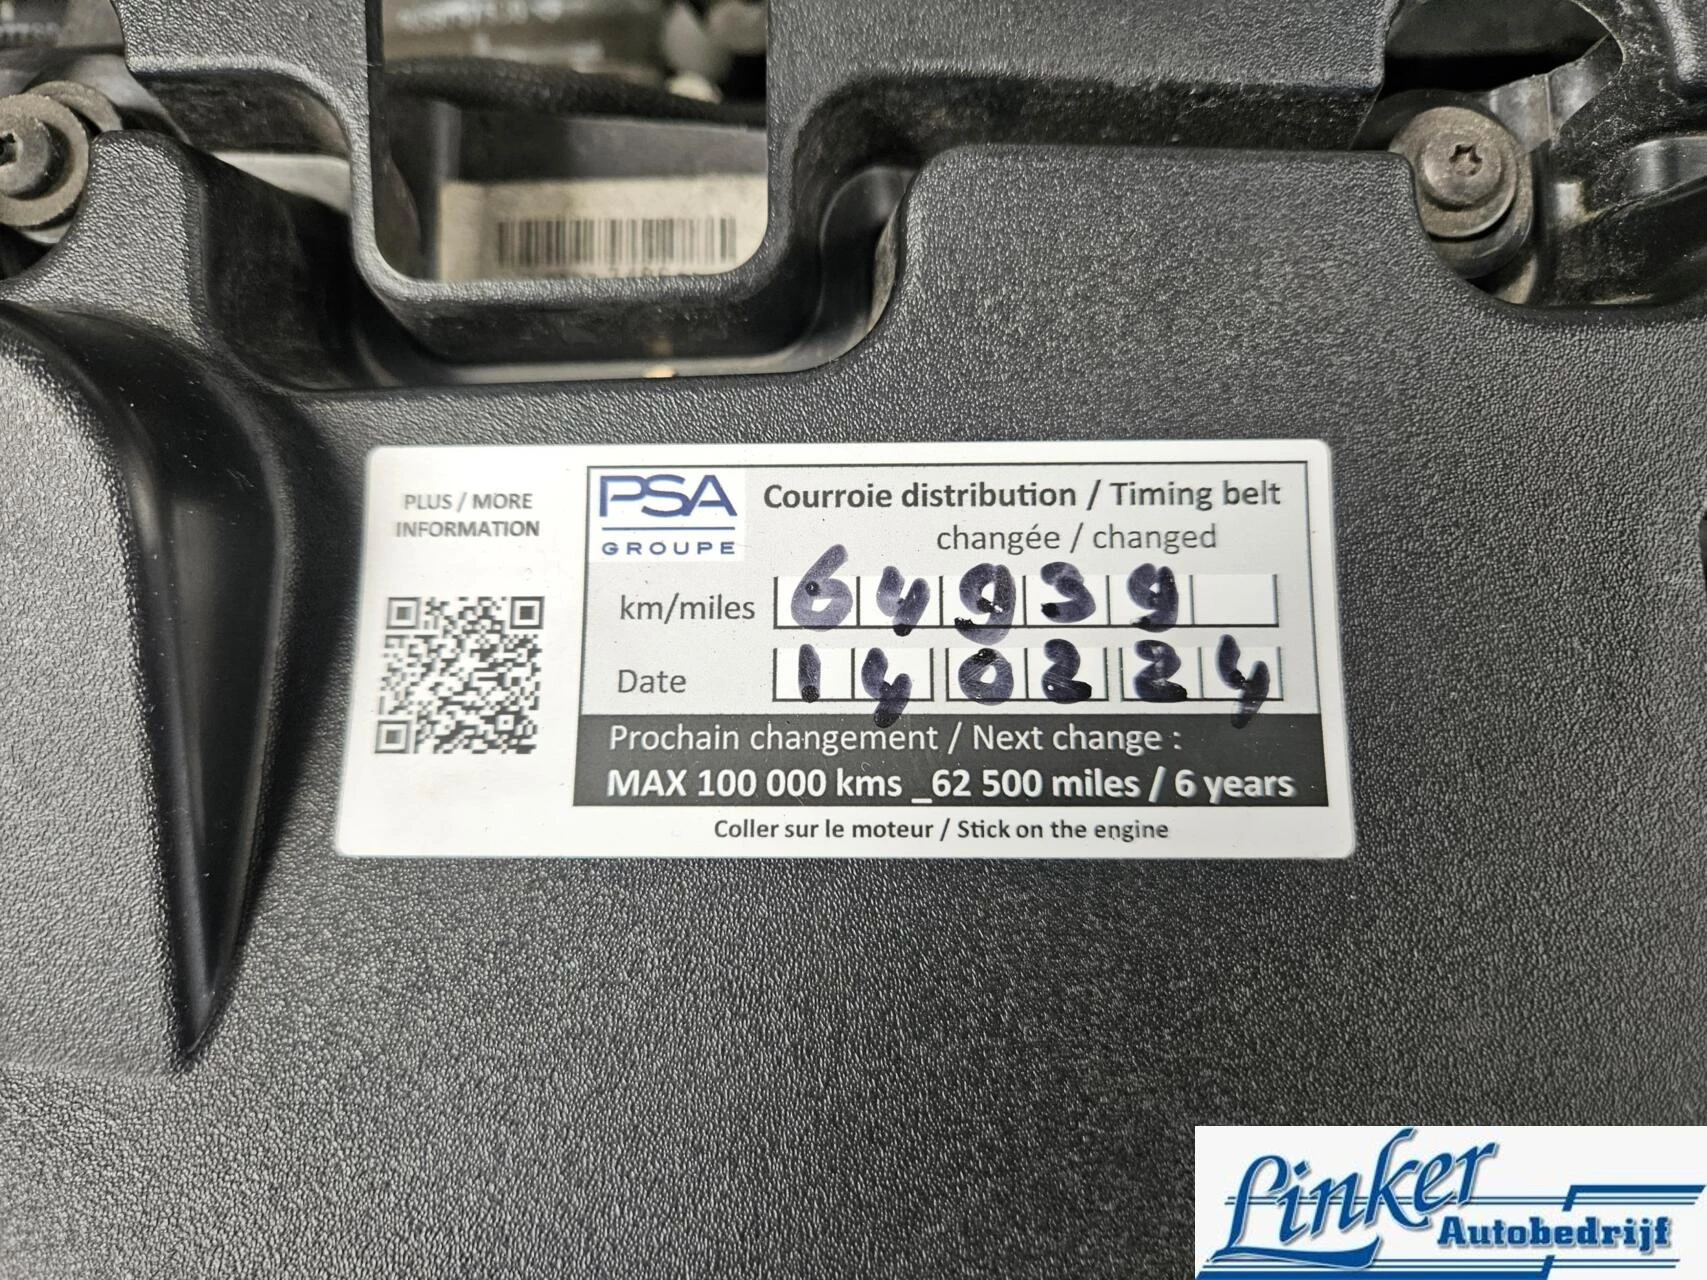 PLUS / MORE
INFORMATION
PSA
GROUPE
Courroie distribution / Timing belt
changée / changed
km/miles 64939
Date 140224
Prochain changement / Next change :
MAX 100 000 kms _62 500 miles / 6 years
Coller sur le moteur / Stick on the engine
Linker
Autobedrijf